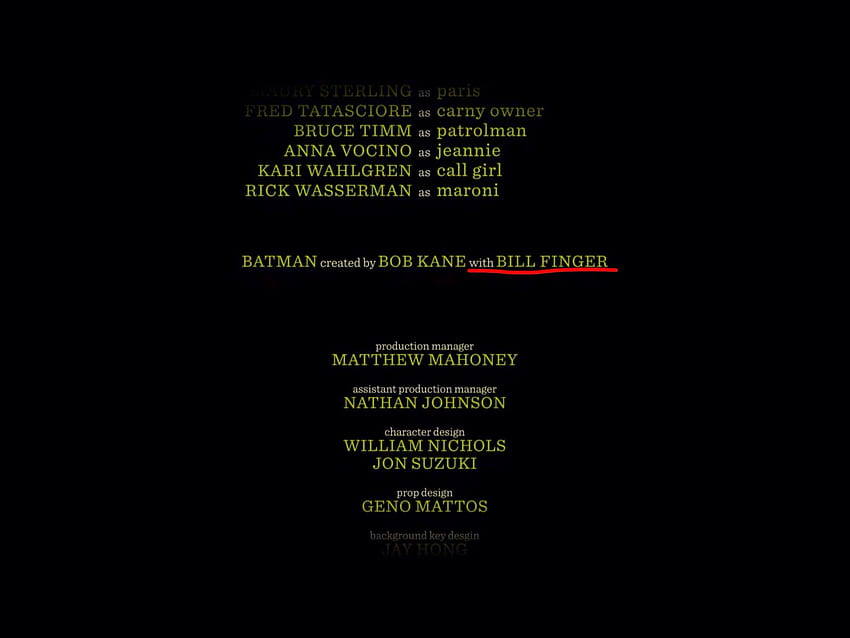 MAURY STERLING as paris
FRED TATASCIORE as carny owner
BRUCE TIMM as patrolman
ANNA VOCINO as jeannie
KARI WAHLGREN as call girl
RICK WASSERMAN as maroni
BATMAN created by BOB KANE with BILL FINGER
production manager
MATTHEW MAHONEY
assistant production manager
NATHAN JOHNSON
character design
WILLIAM NICHOLS
JON SUZUKI
prop design
GENO MATTOS
background key desgin
JAY HONG